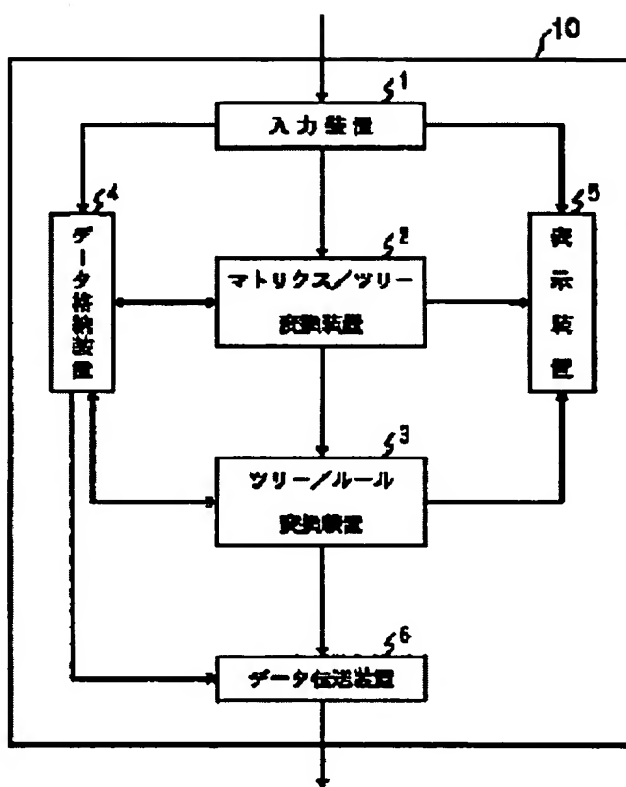 10
1
入力装置
4
データ格納装置
5
表示装置
2
マトリクス/ツリー
変換装置
3
ツリー/ルール
変換装置
6
データ伝送装置